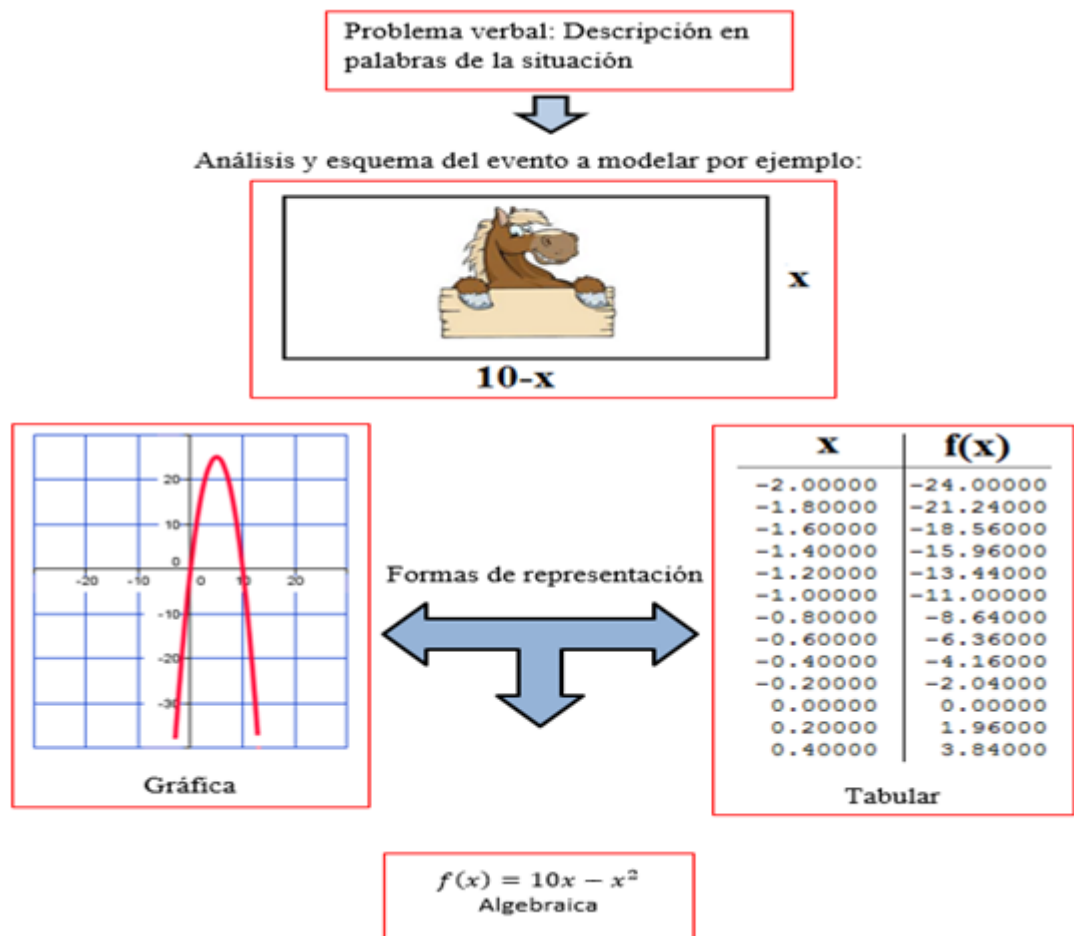 Problema verbal: Descripción en
palabras de la situación
Análisis y esquema del evento a modelar por ejemplo:
x
10-x
20
10
0
-20
-10
0
10
20
-10
-20
-30
Gráfica
Formas de representación
x f(x)
-2.00000 -24.00000
-1.80000 -21.24000
-1.60000 -18.56000
-1.40000 -15.96000
-1.20000 -13.44000
-1.00000 -11.00000
-0.80000 -8.64000
-0.60000 -6.36000
-0.40000 -4.16000
-0.20000 -2.04000
0.00000 0.00000
0.20000 1.96000
0.40000 3.84000
Tabular
f(x) = 10x − x²
Algebraica